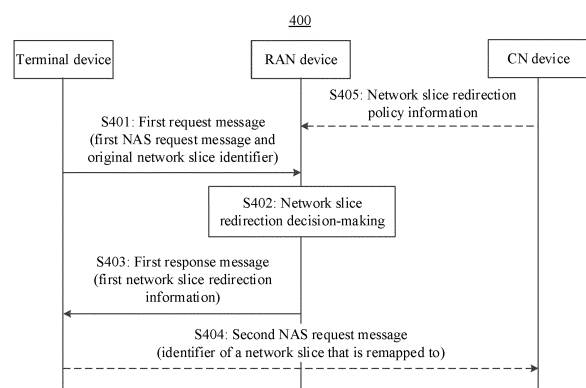 400
Terminal device
RAN device
CN device
S405: Network slice redirection
policy information
S401: First request message
(first NAS request message and
original network slice identifier)
S402: Network slice
redirection decision-making
S403: First response message
(first network slice redirection
information)
S404: Second NAS request message
(identifier of a network slice that is remapped to)